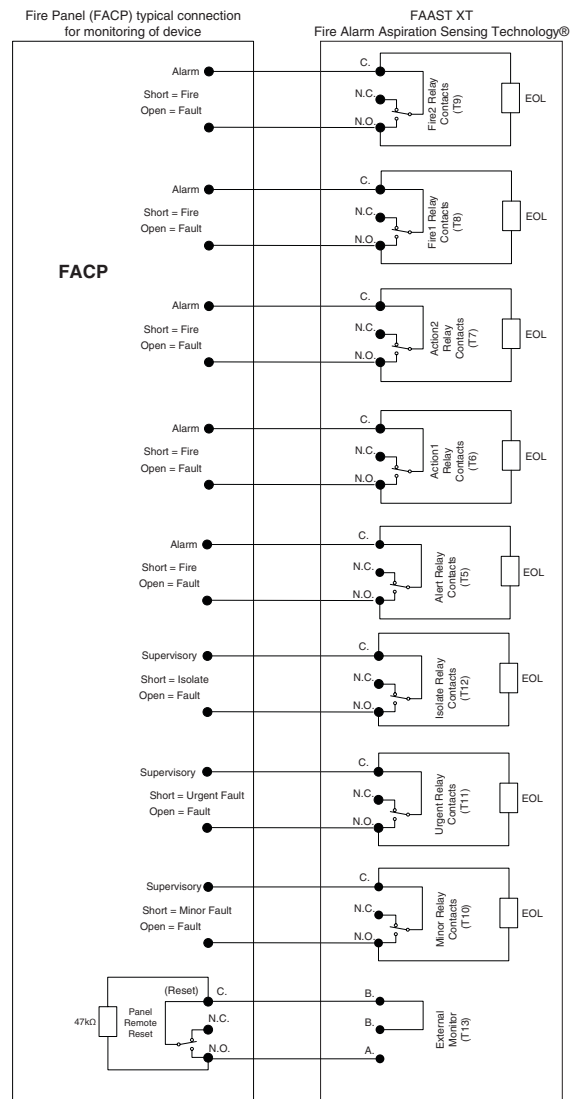 Fire Panel (FACP) typical connection
for monitoring of device
FAAST XT
Fire Alarm Aspiration Sensing Technology®
FACP
Alarm
Short = Fire
Open = Fault
C.
N.C.
N.O.
Fire2 Relay
Contacts
(T9)
EOL
Alarm
Short = Fire
Open = Fault
C.
N.C.
N.O.
Fire1 Relay
Contacts
(T8)
EOL
Alarm
Short = Fire
Open = Fault
C.
N.C.
N.O.
Action2
Relay
Contacts
(T7)
EOL
Alarm
Short = Fire
Open = Fault
C.
N.C.
N.O.
Action1
Relay
Contacts
(T6)
EOL
Alarm
Short = Fire
Open = Fault
C.
N.C.
N.O.
Alert Relay
Contacts
(T5)
EOL
Supervisory
Short = Isolate
Open = Fault
C.
N.C.
N.O.
Isolate Relay
Contacts
(T12)
EOL
Supervisory
Short = Urgent Fault
Open = Fault
C.
N.C.
N.O.
Urgent Relay
Contacts
(T11)
EOL
Supervisory
Short = Minor Fault
Open = Fault
C.
N.C.
N.O.
Minor Relay
Contacts
(T10)
EOL
47kΩ
Panel
Remote
Reset
(Reset)
C.
N.C.
N.O.
B.
B.
A.
External
Monitor
(T13)